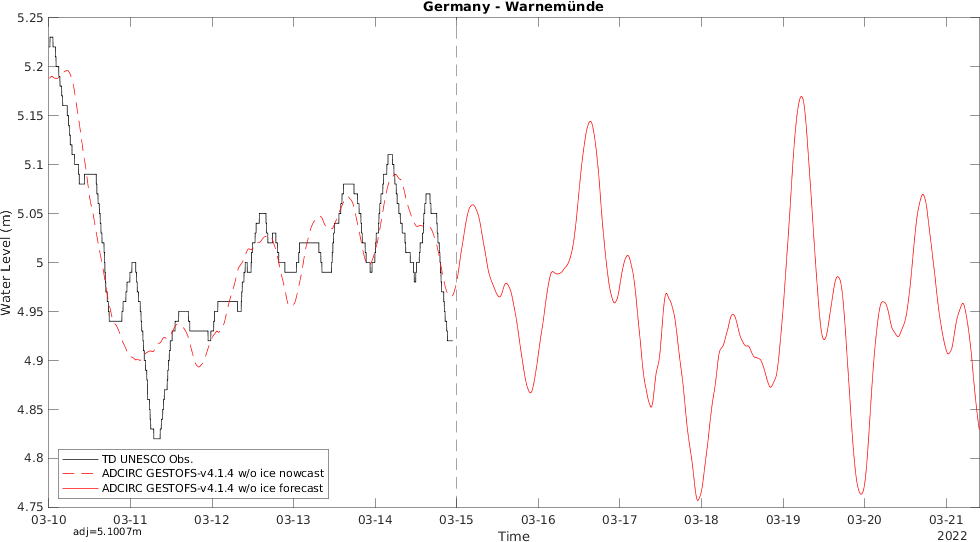 Germany - Warnemünde
5.25
5.2
5.15
5.1
5.05
5
4.95
4.9
4.85
4.8
4.75
Water Level (m)
TD UNESCO Obs.
ADCIRC GESTOFS-v4.1.4 w/o ice nowcast
ADCIRC GESTOFS-v4.1.4 w/o ice forecast
03-10 03-11 03-12 03-13 03-14 03-15 03-16 03-17 03-18 03-19 03-20 03-21
adj=5.1007m
Time
2022